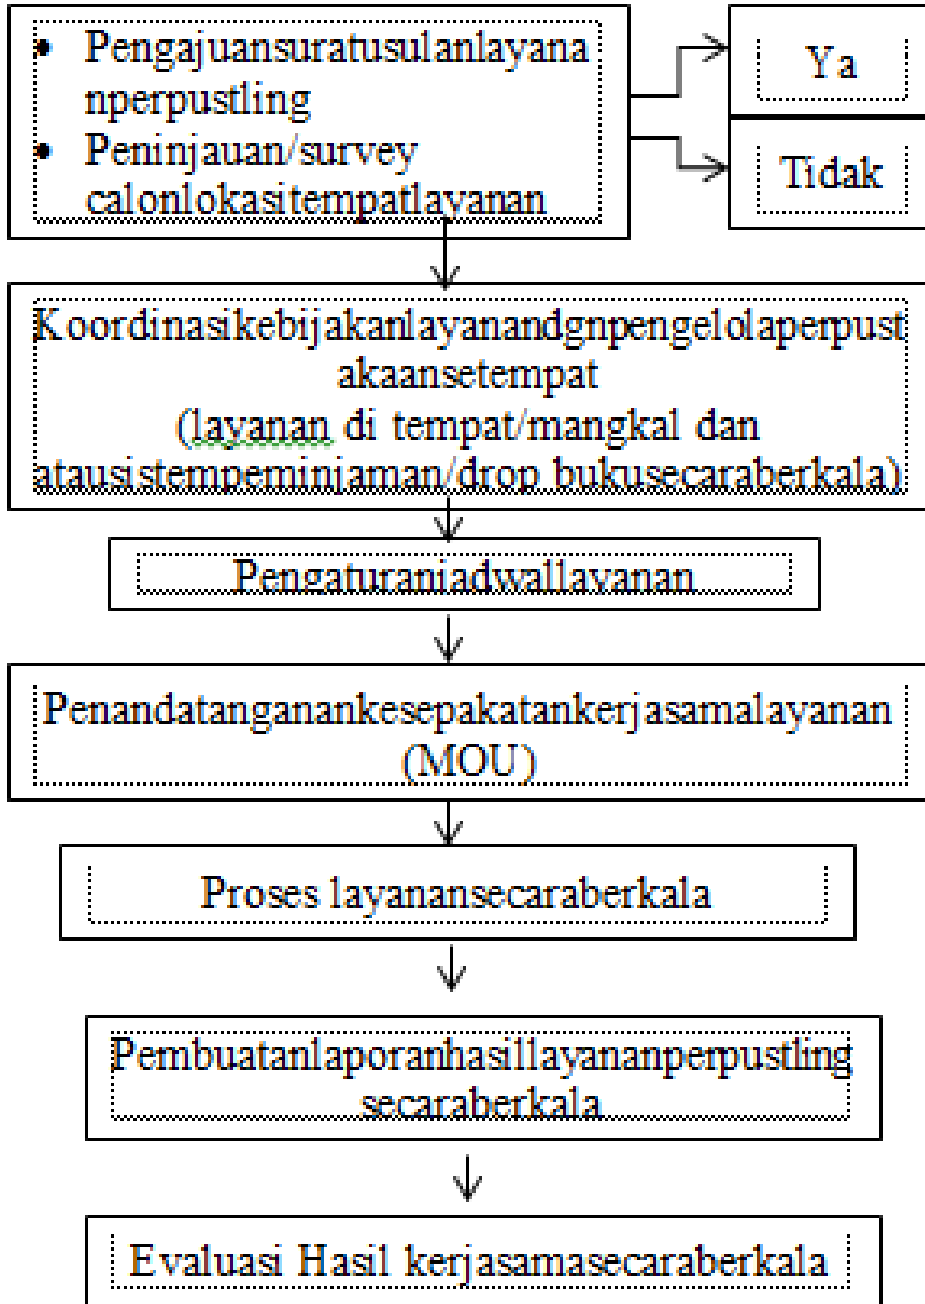 • Pengajuansuratusulanlayana
nperpustling
• Peninjauan/survey
calonlokasitempatlayanan
Ya
Tidak
Koordinasikebijakanlayanandgnpengelolaperpust
akaansetempat
(layanan di tempat/mangkal dan
atausistempeminjaman/drop bukusecaraberkala)
Pengaturanjadwallayanan
Penandatanganankesepakatankerjasamalayanan
(MOU)
Proses layanansecaraberkala
Pembuatanlaporanhasillayananperpustling
secaraberkala
Evaluasi Hasil kerjasamasecaraberkala